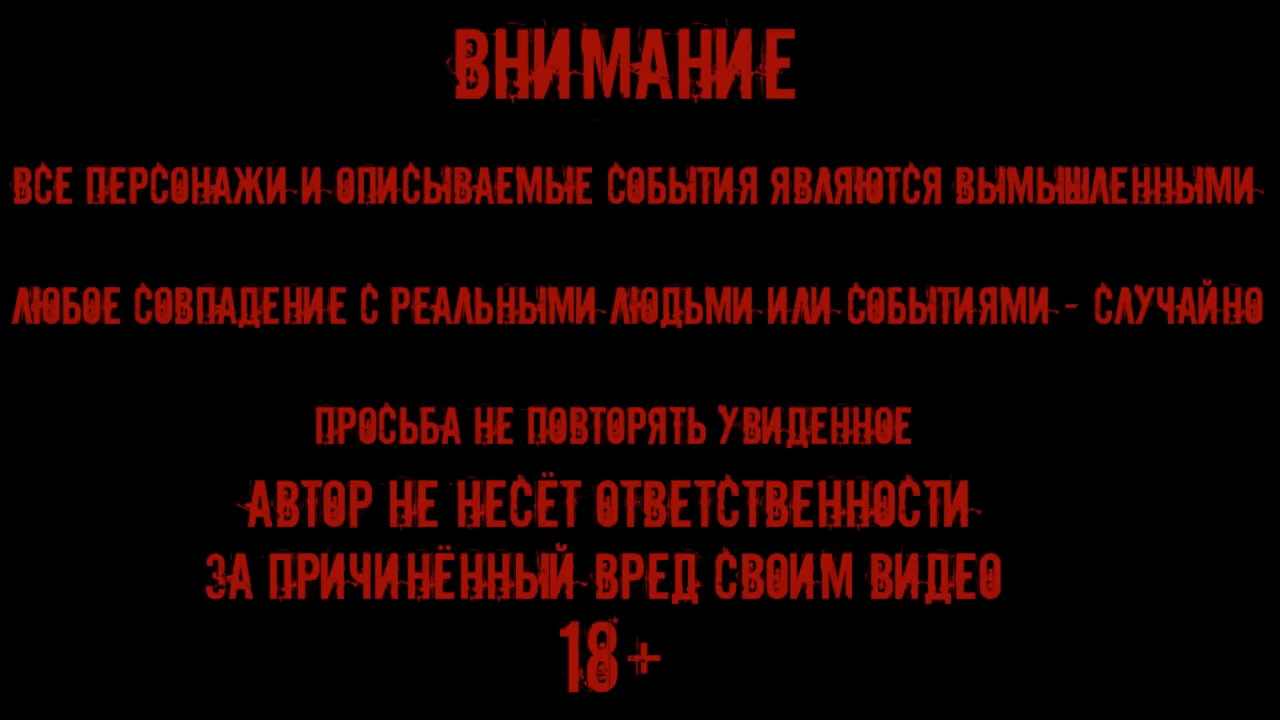 ВНИМАНИЕ
ВСЕ ПЕРСОНАЖИ И ОПИСЫВАЕМЫЕ СОБЫТИЯ ЯВЛЯЮТСЯ ВЫМЫШЛЕННЫМИ
ЛЮБОЕ СОВПАДЕНИЕ С РЕАЛЬНЫМИ ЛЮДЬМИ ИЛИ СОБЫТИЯМИ - СЛУЧАЙНО
ПРОСЬБА НЕ ПОВТОРЯТЬ УВИДЕННОЕ
АВТОР НЕ НЕСЁТ ОТВЕТСТВЕННОСТИ
ЗА ПРИЧИНЁННЫЙ ВРЕД СВОИМ ВИДЕО
18+